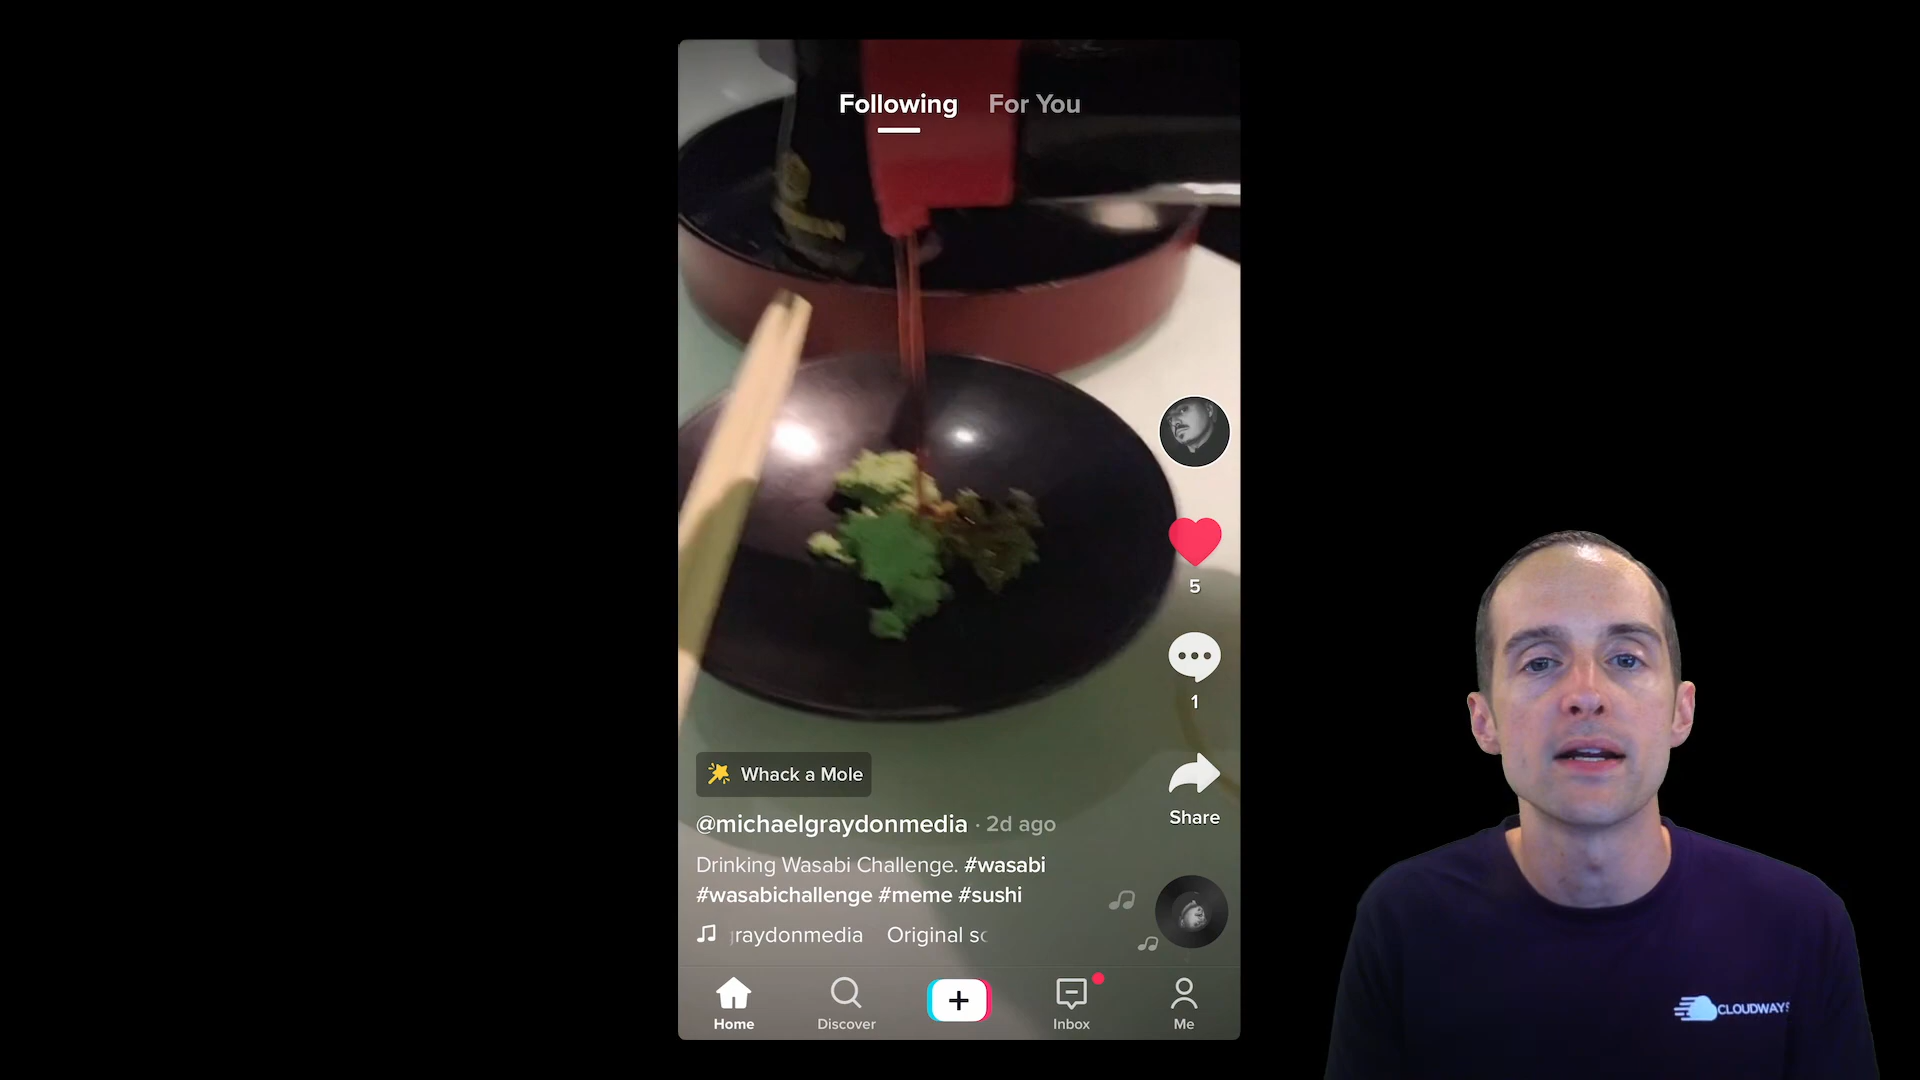 Following For You
5
1
Whack a Mole
@michaelgraydonmedia · 2d ago
Share
Drinking Wasabi Challenge. #wasabi
#wasabichallenge #meme #sushi
raydonmedia Original so
Home Discover Inbox Me
CLOUDWAYS